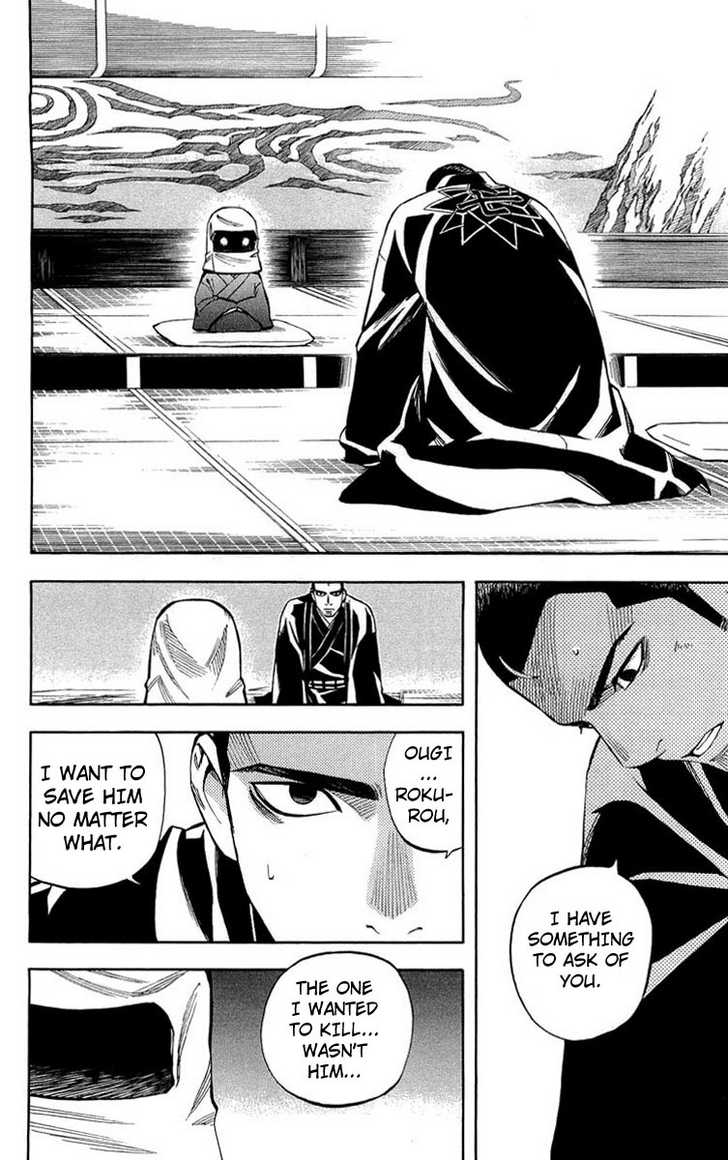 I HAVE
SOMETHING
TO ASK OF
YOU.
OUGI
...
ROKU-
ROU,
I WANT TO
SAVE HIM
NO MATTER
WHAT.
THE ONE
I WANTED
TO KILL...
WASN'T
HIM...